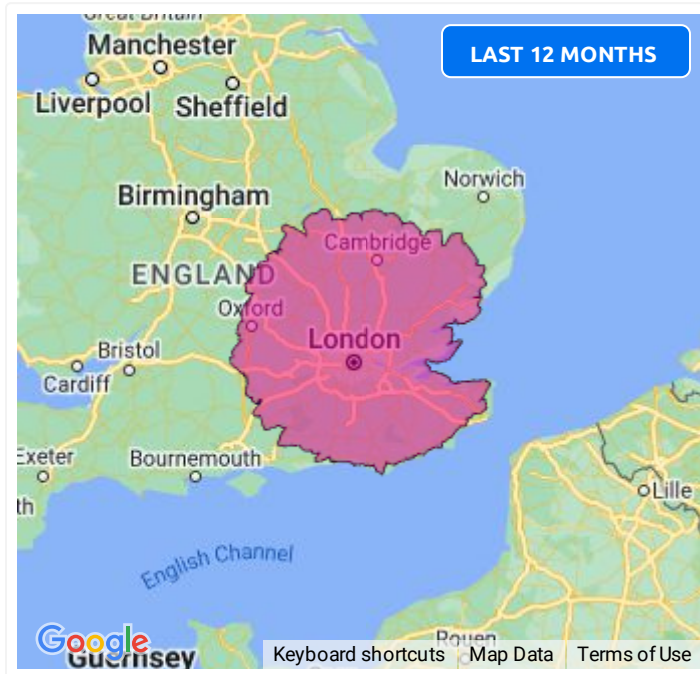 Great Britain
LAST 12 MONTHS
Manchester
Liverpool
Sheffield
Norwich
Birmingham
Cambridge
ENGLAND
Oxford
London
Bristol
Cardiff
Exeter
Bournemouth
Lille
th
English Channel
Google
Guernsey
Rouen
Keyboard shortcuts
Map Data
Terms of Use